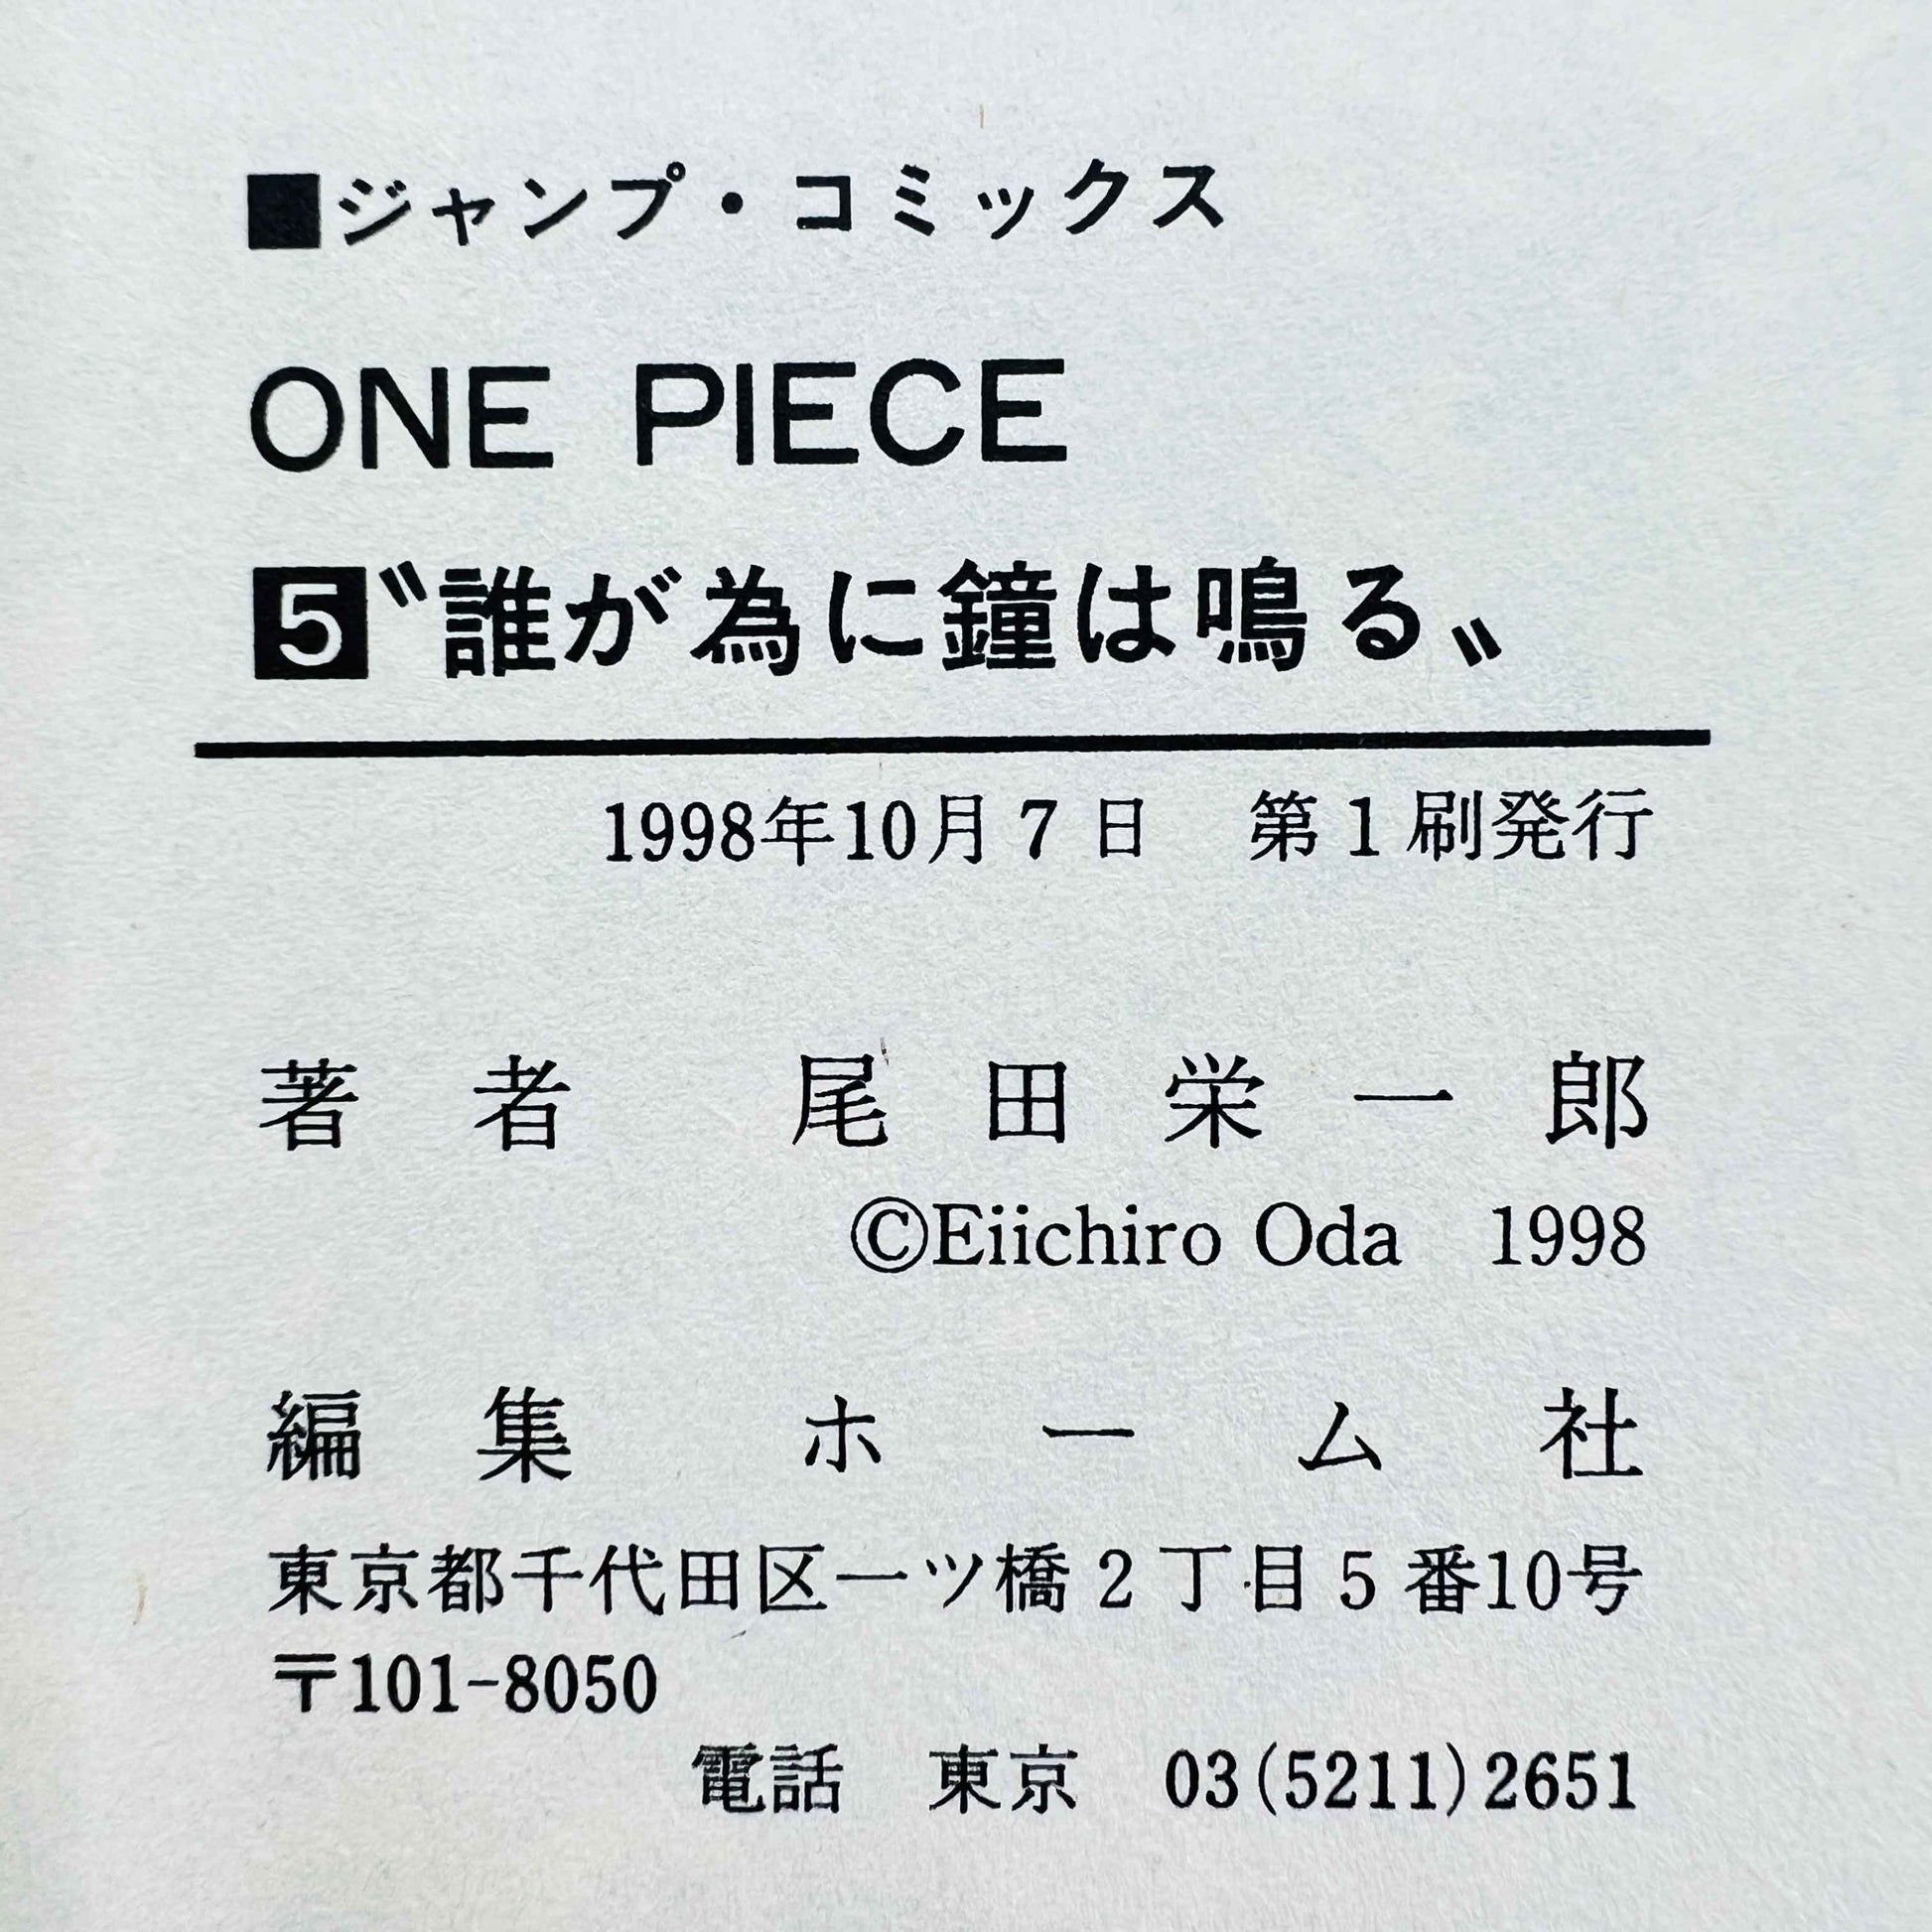 ■ジャンプ・コミックス
ONE PIECE
5〝誰が為に鐘は鳴る〟
1998年10月7日　第1刷発行
著者　尾田栄一郎
©Eiichiro Oda　1998
編集　ホーム社
東京都千代田区一ツ橋2丁目5番10号
〒101-8050
電話　東京　03(5211)2651